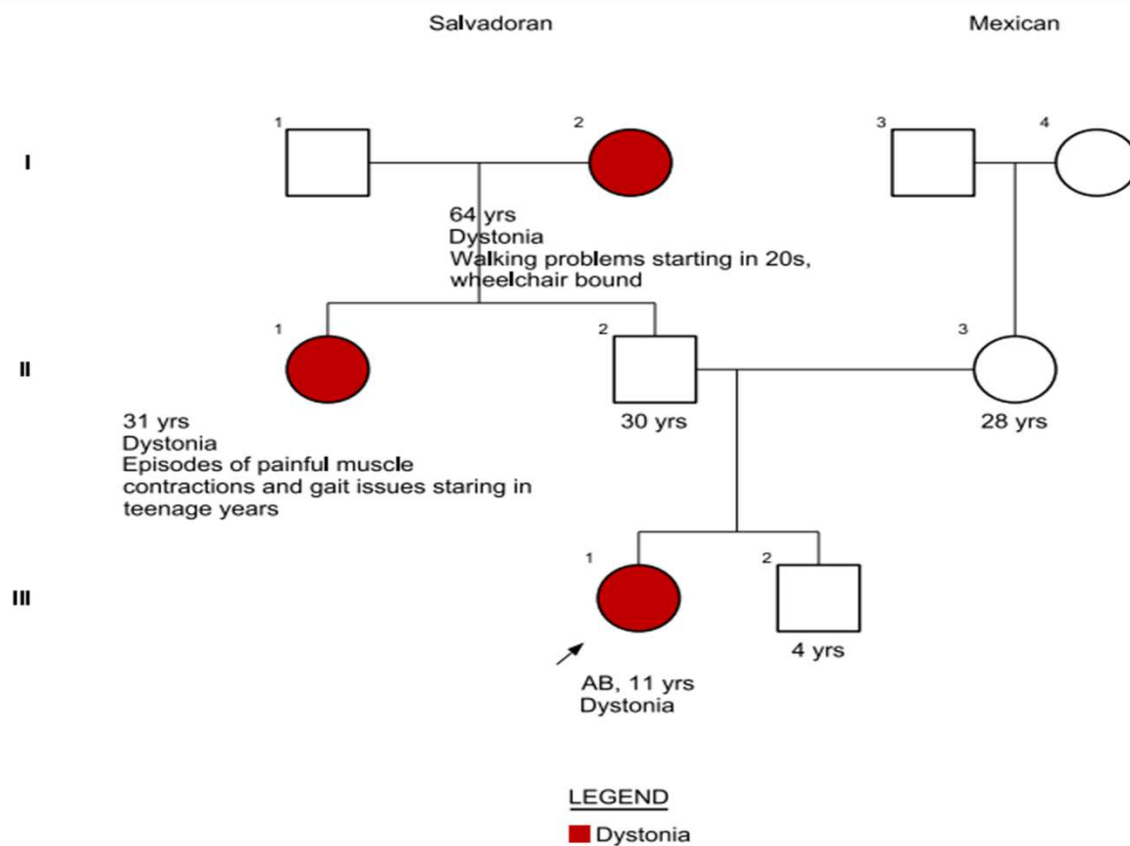 Salvadoran
Mexican
1
2
3
4
I
64 yrs
Dystonia
Walking problems starting in 20s,
wheelchair bound
1
2
3
II
31 yrs
Dystonia
Episodes of painful muscle
contractions and gait issues staring in
teenage years
30 yrs
28 yrs
1
2
III
4 yrs
AB, 11 yrs
Dystonia
LEGEND
Dystonia